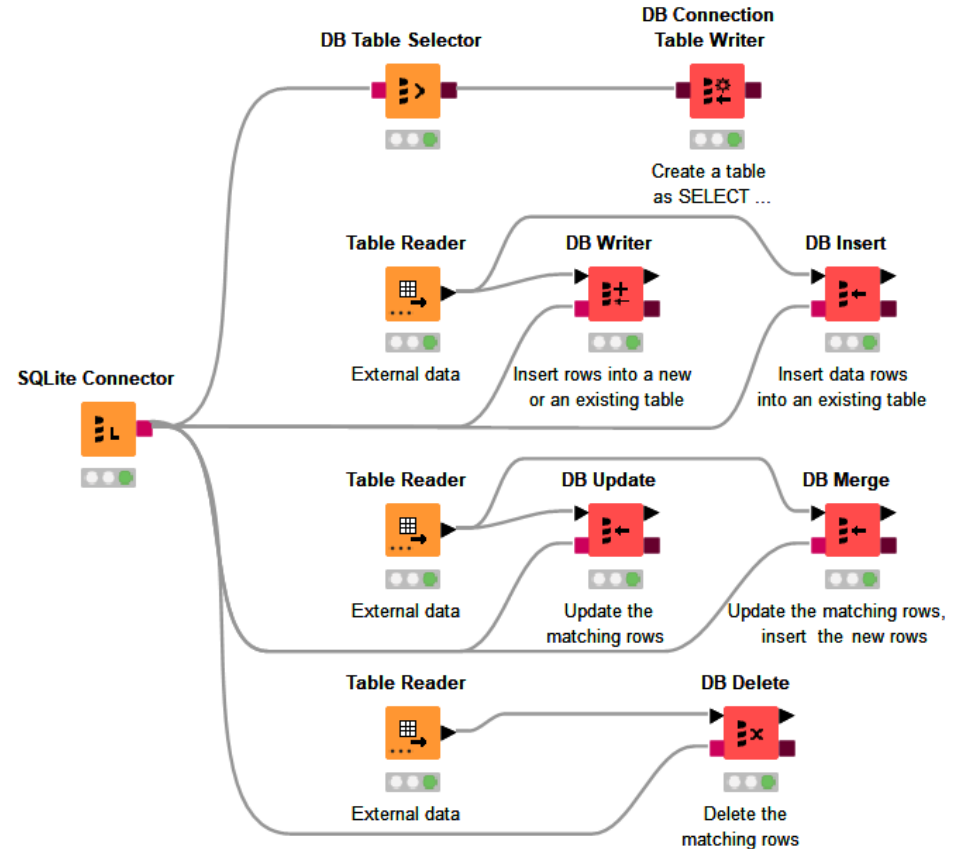 DB Connection
Table Writer
DB Table Selector
Create a table
as SELECT ...
Table Reader
DB Writer
DB Insert
External data
Insert rows into a new
or an existing table
Insert data rows
into an existing table
SQLite Connector
L
Table Reader
DB Update
DB Merge
External data
Update the
matching rows
Update the matching rows,
insert the new rows
Table Reader
DB Delete
External data
Delete the
matching rows